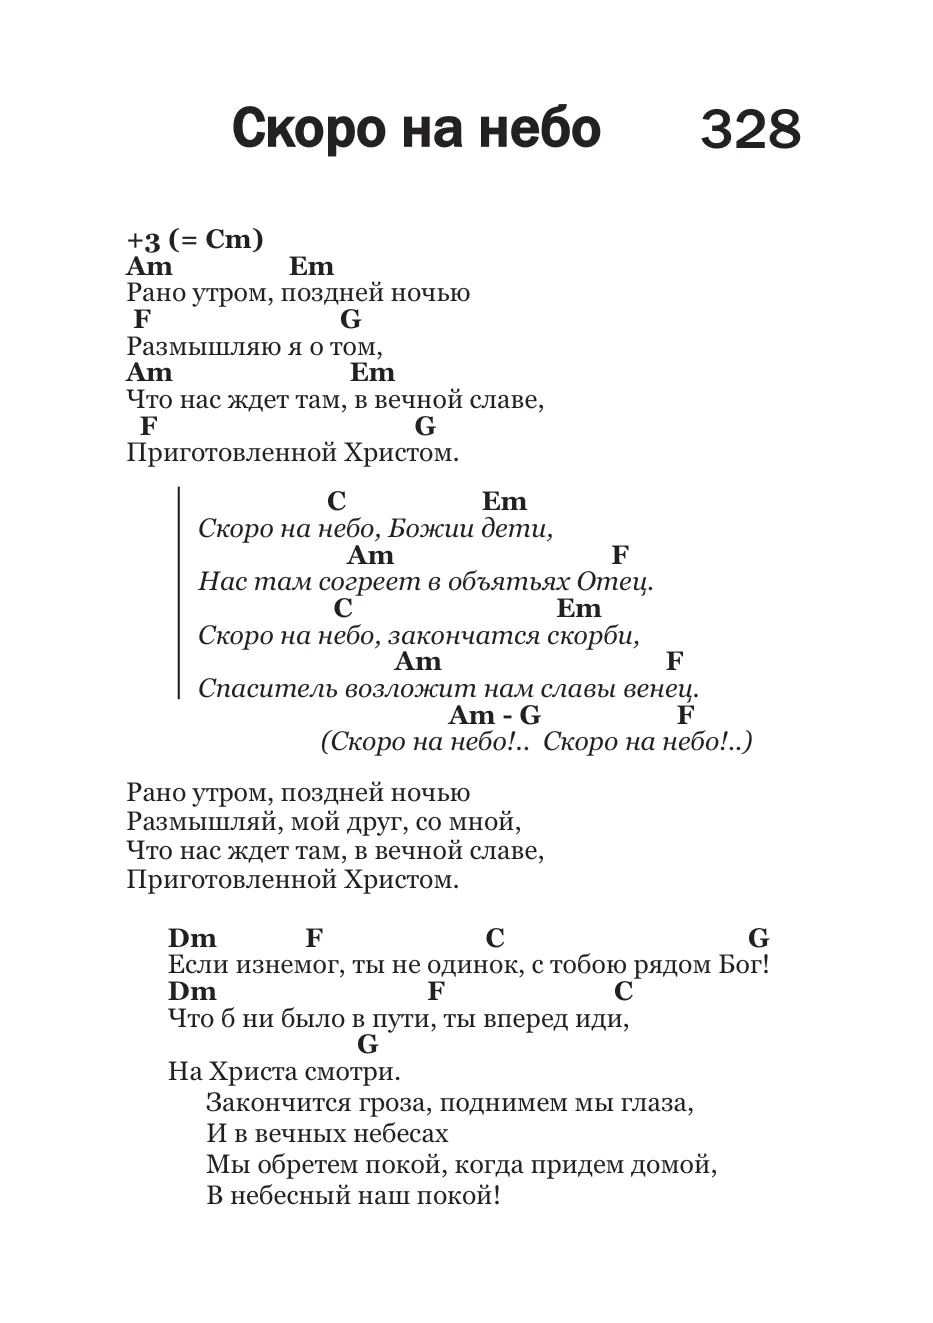 Скоро на небо 328
+3 (= Cm)
Am Em
Рано утром, поздней ночью
F G
Размышляю я о том,
Am Em
Что нас ждет там, в вечной славе,
F G
Приготовленной Христом.
C Em
Скоро на небо, Божии дети,
Am F
Нас там согреет в объятьях Отец.
C Em
Скоро на небо, закончатся скорби,
Am F
Спаситель возложит нам славы венец.
Am - G F
(Скоро на небо!.. Скоро на небо!..)
Рано утром, поздней ночью
Размышляй, мой друг, со мной,
Что нас ждет там, в вечной славе,
Приготовленной Христом.
Dm F C G
Если изнемог, ты не одинок, с тобою рядом Бог!
Dm F C
Что б ни было в пути, ты вперед иди,
G
На Христа смотри.
Закончится гроза, поднимем мы глаза,
И в вечных небесах
Мы обретем покой, когда придем домой,
В небесный наш покой!